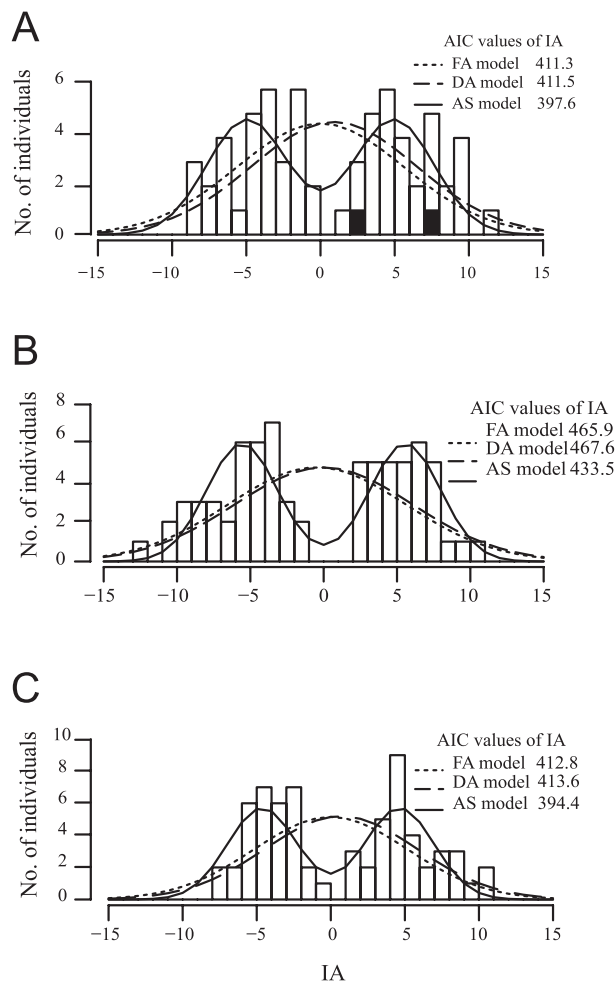 A
AIC values of IA
FA model 411.3
DA model 411.5
AS model 397.6
No. of individuals
6
4
2
0
−15 −10 −5 0 5 10 15
B
AIC values of IA
FA model 465.9
DA model 467.6
AS model 433.5
No. of individuals
8
6
4
2
0
−15 −10 −5 0 5 10 15
C
AIC values of IA
FA model 412.8
DA model 413.6
AS model 394.4
No. of individuals
10
8
6
4
2
0
−15 −10 −5 0 5 10 15
IA